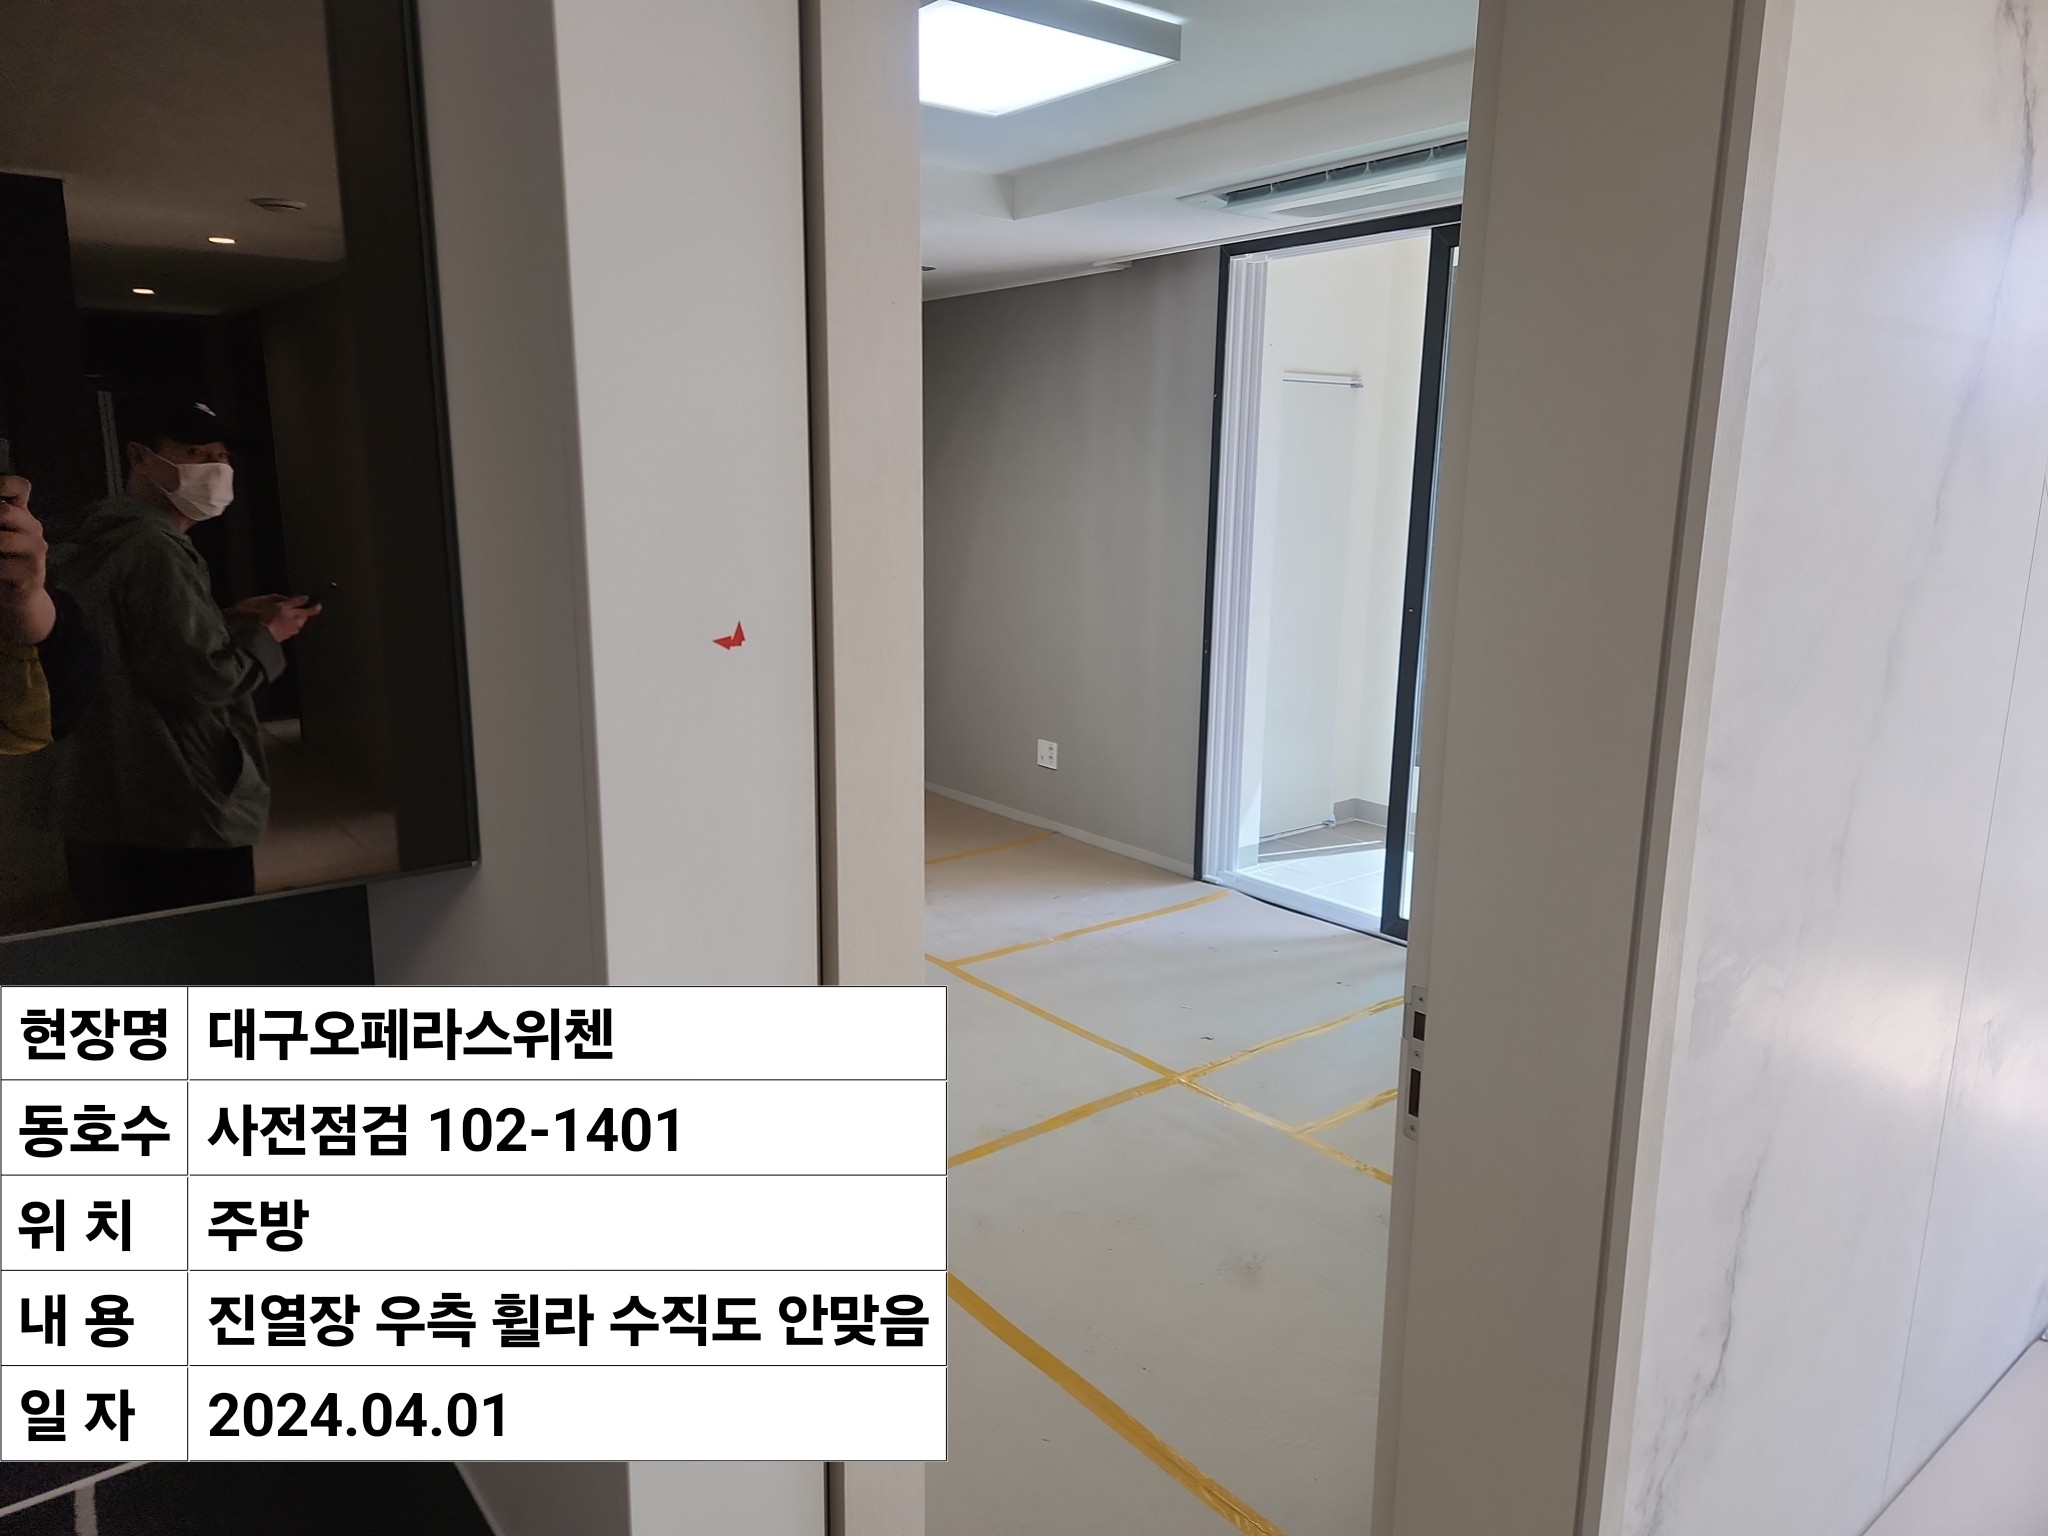 현장명 대구오페라스위첸
동호수 사전점검 102-1401
위 치 주방
내 용 진열장 우측 휠라 수직도 안맞음
일 자 2024.04.01